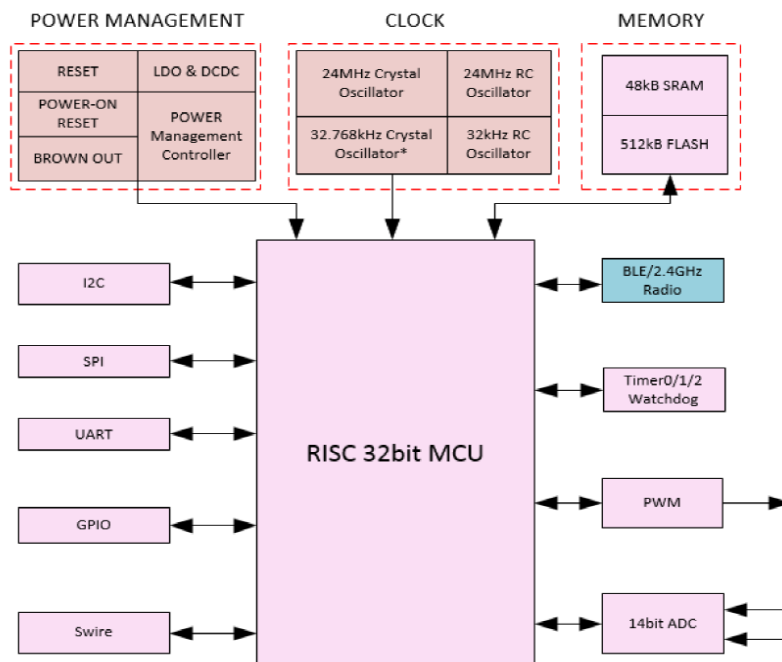 POWER MANAGEMENT
CLOCK
MEMORY
RESET
LDO & DCDC
POWER-ON
RESET
POWER
Management
Controller
BROWN OUT
24MHz Crystal
Oscillator
24MHz RC
Oscillator
32.768kHz Crystal
Oscillator*
32kHz RC
Oscillator
48kB SRAM
512kB FLASH
I2C
SPI
UART
GPIO
Swire
RISC 32bit MCU
BLE/2.4GHz
Radio
Timer0/1/2
Watchdog
PWM
14bit ADC